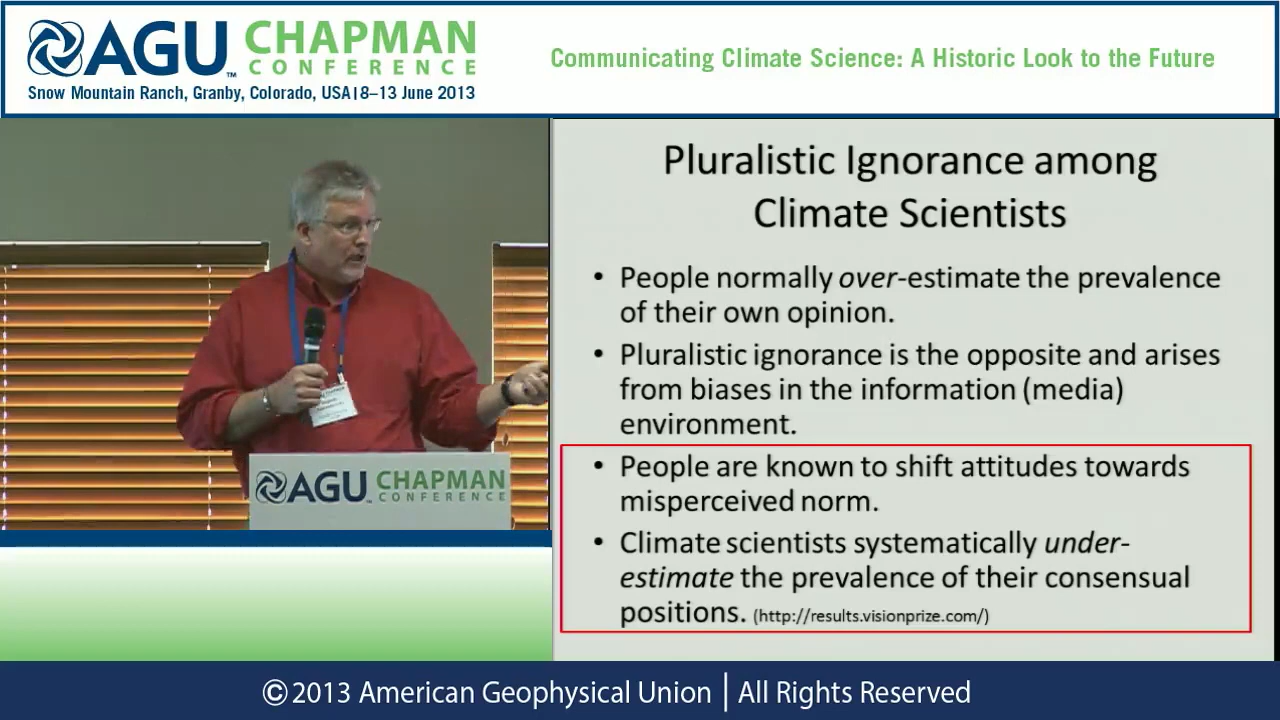 AGU CHAPMAN
CONFERENCE
Snow Mountain Ranch, Granby, Colorado, USA|8–13 June 2013
Communicating Climate Science: A Historic Look to the Future
Pluralistic Ignorance among
Climate Scientists
• People normally over-estimate the prevalence
of their own opinion.
• Pluralistic ignorance is the opposite and arises
from biases in the information (media)
environment.
• People are known to shift attitudes towards
misperceived norm.
• Climate scientists systematically under-
estimate the prevalence of their consensual
positions. (http://results.visionprize.com/)
AGU CHAPMAN
CONFERENCE
©2013 American Geophysical Union | All Rights Reserved